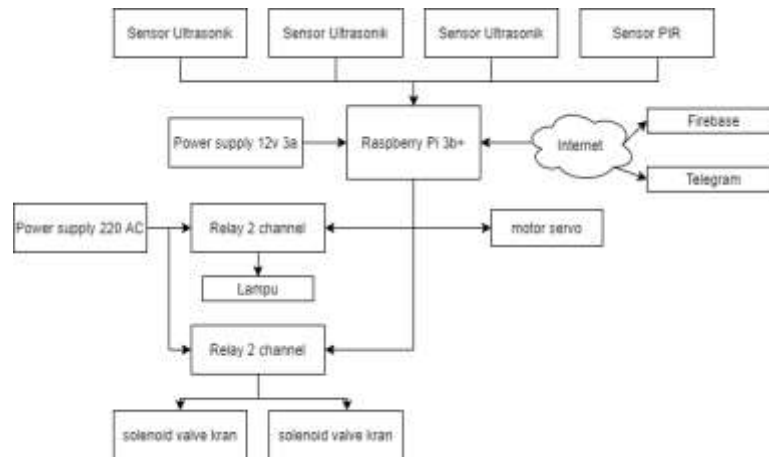 Sensor Ultrasonik
Sensor Ultrasonik
Sensor Ultrasonik
Sensor PIR
Power supply 12v 3a
Raspberry Pi 3b+
Internet
Firebase
Telegram
Power supply 220 AC
Relay 2 channel
motor servo
Lampu
Relay 2 channel
solenoid valve kran
solenoid valve kran